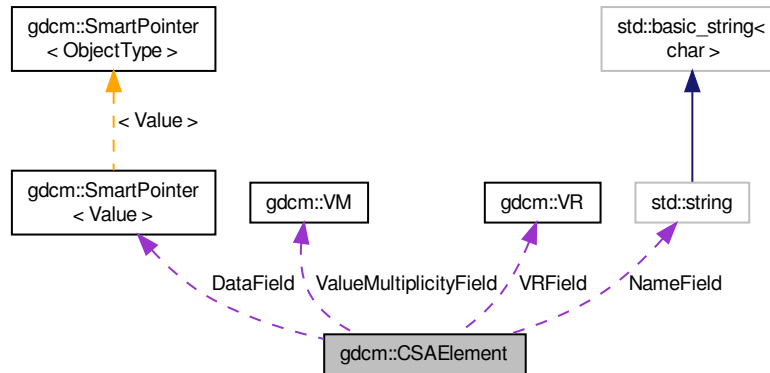 gdcm::SmartPointer
< ObjectType >
std::basic_string<
char >
< Value >
gdcm::SmartPointer
< Value >
gdcm::VM
gdcm::VR
std::string
DataField
ValueMultiplicityField
VRField
NameField
gdcm::CSAElement